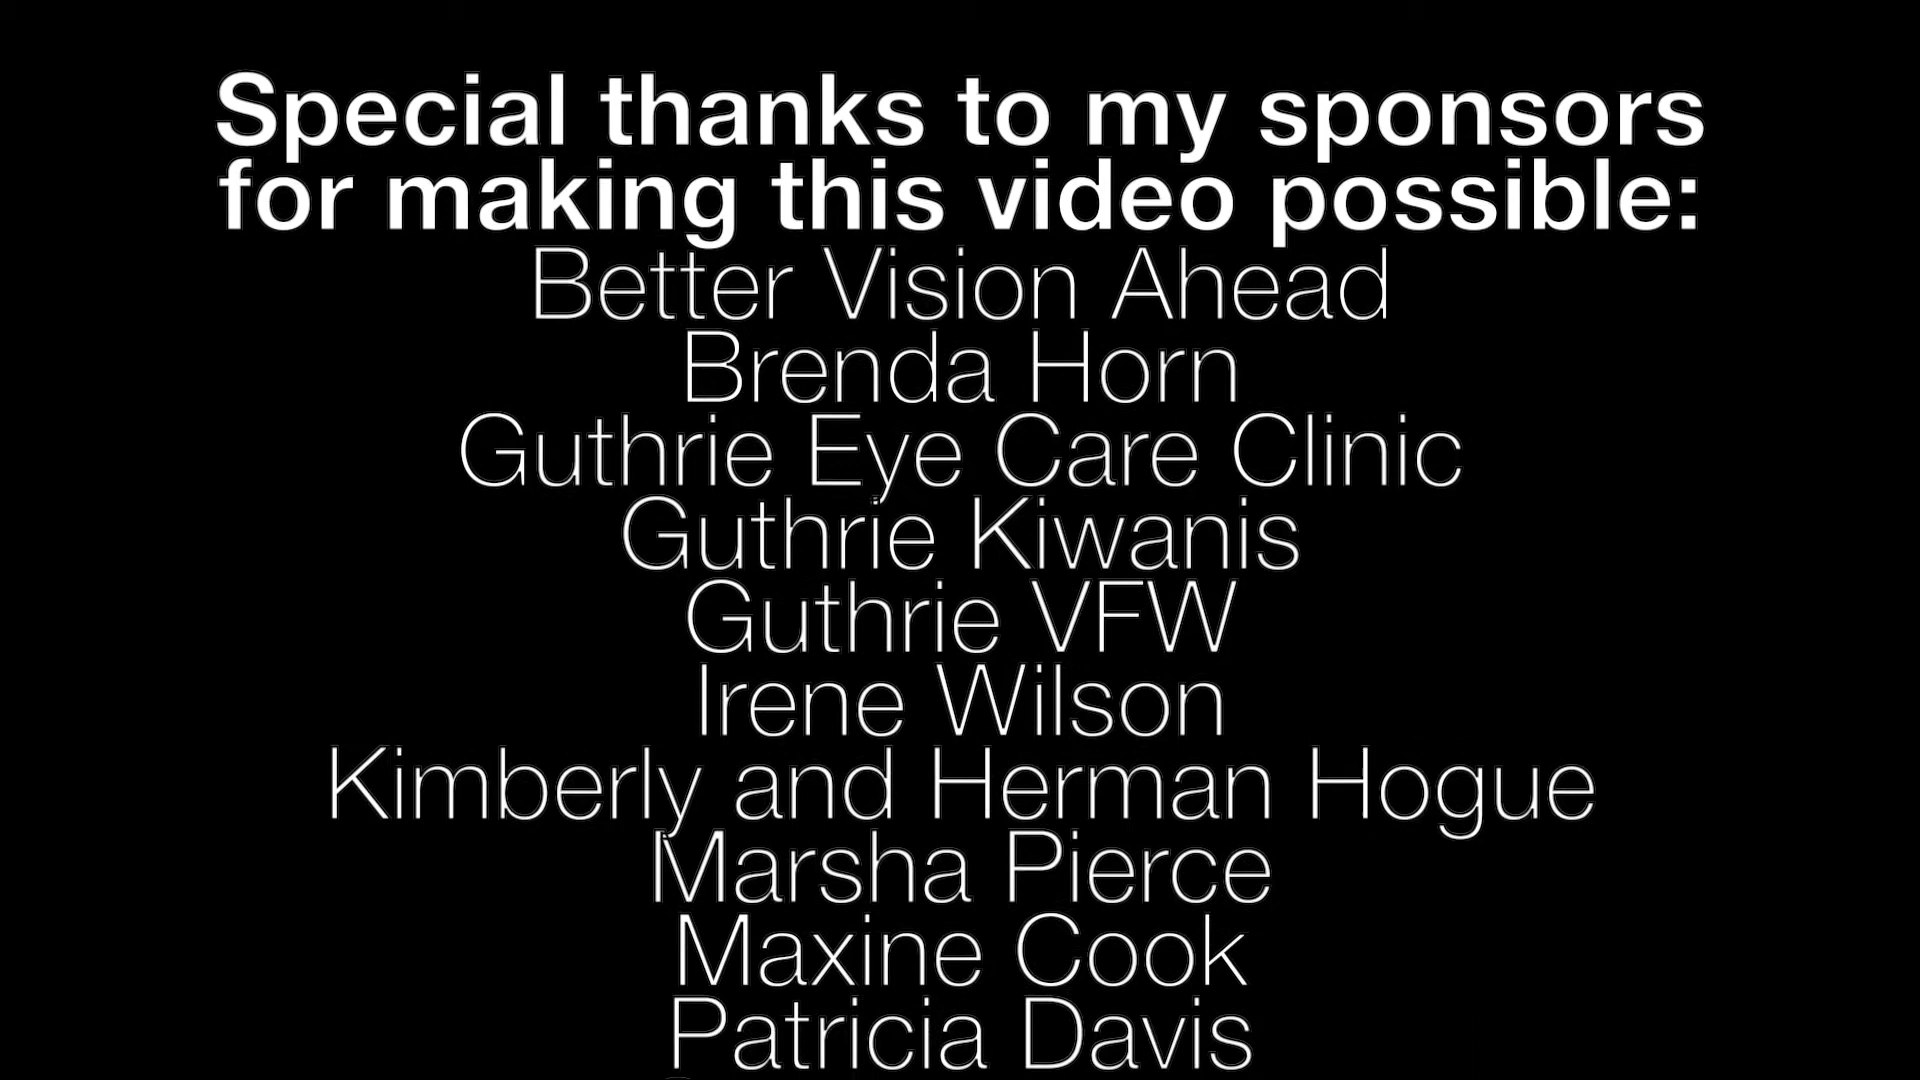 Special thanks to my sponsors
for making this video possible:
Better Vision Ahead
Brenda Horn
Guthrie Eye Care Clinic
Guthrie Kiwanis
Guthrie VFW
Irene Wilson
Kimberly and Herman Hogue
Marsha Pierce
Maxine Cook
Patricia Davis